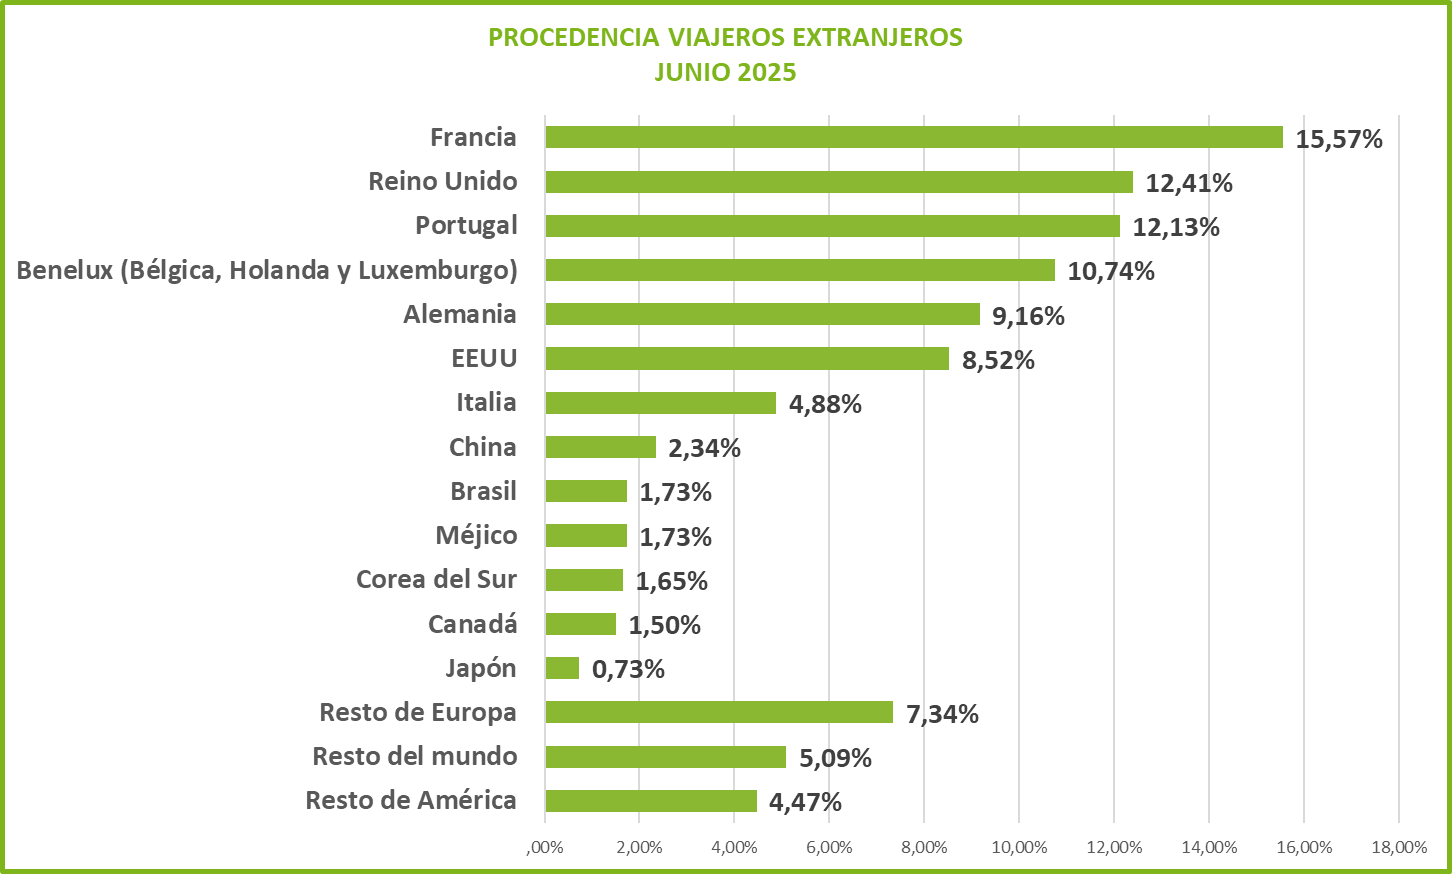 PROCEDENCIA VIAJEROS EXTRANJEROS
JUNIO 2025
Francia 15,57%
Reino Unido 12,41%
Portugal 12,13%
Benelux (Bélgica, Holanda y Luxemburgo) 10,74%
Alemania 9,16%
EEUU 8,52%
Italia 4,88%
China 2,34%
Brasil 1,73%
Méjico 1,73%
Corea del Sur 1,65%
Canadá 1,50%
Japón 0,73%
Resto de Europa 7,34%
Resto del mundo 5,09%
Resto de América 4,47%
,00% 2,00% 4,00% 6,00% 8,00% 10,00% 12,00% 14,00% 16,00% 18,00%